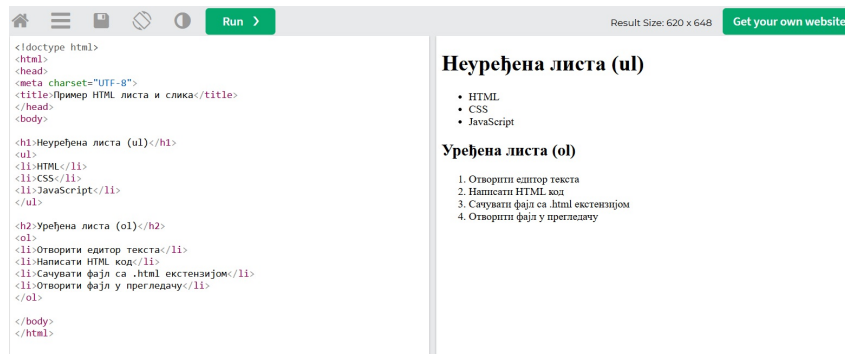 Run ❯
Result Size: 620 x 648
Get your own website
<!doctype html>
<html>
<head>
<meta charset="UTF-8">
<title>Пример HTML листа и слика</title>
</head>
<body>
<h1>Неуређена листа (ul)</h1>
<ul>
<li>HTML</li>
<li>CSS</li>
<li>JavaScript</li>
</ul>
<h2>Уређена листа (ol)</h2>
<ol>
<li>Отворити едитор текста</li>
<li>Написати HTML код</li>
<li>Сачувати фајл са .html екстензијом</li>
<li>Отворити фајл у прегледачу</li>
</ol>
</body>
</html>
Неуређена листа (ul)
• HTML
• CSS
• JavaScript
Уређена листа (ol)
1. Отворити едитор текста
2. Написати HTML код
3. Сачувати фајл са .html екстензијом
4. Отворити фајл у прегледачу